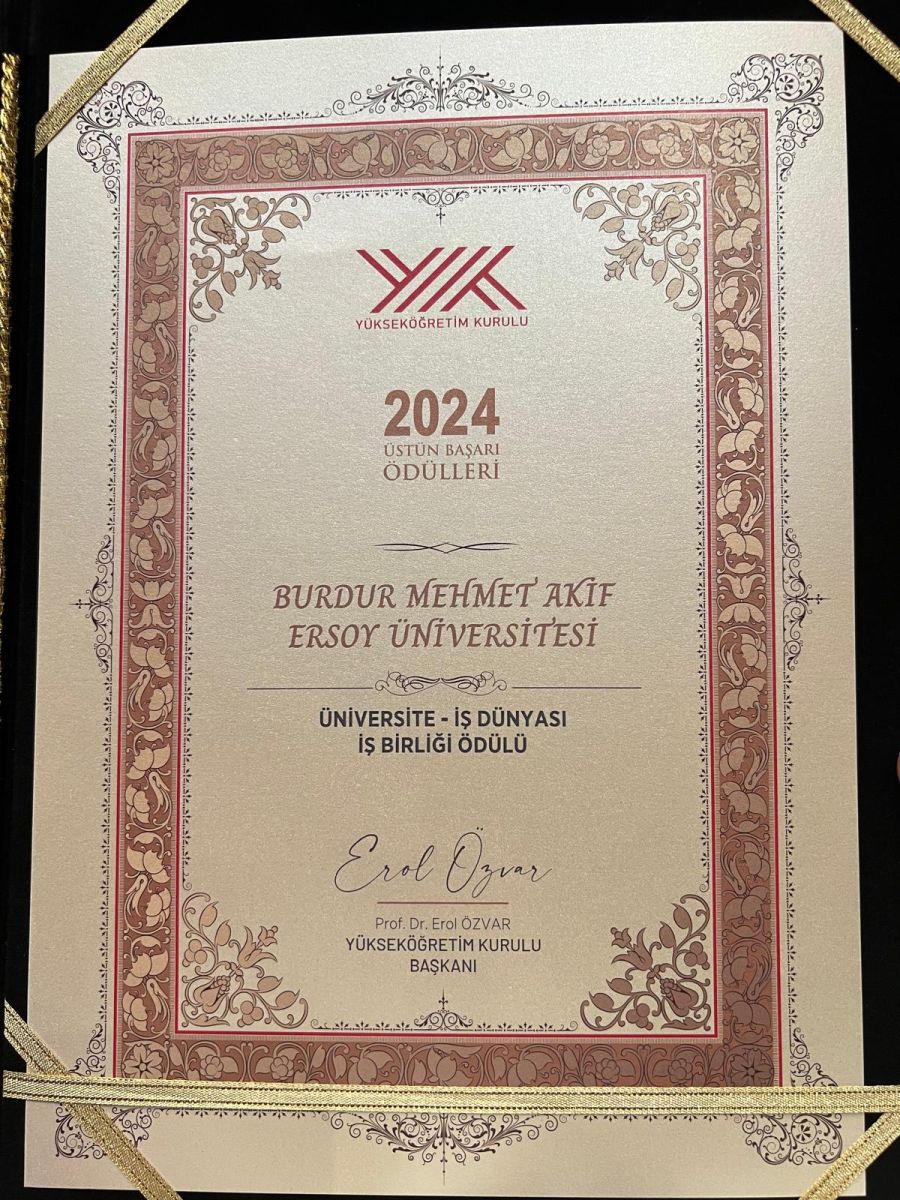 YÖK
YÜKSEKÖĞRETİM KURULU
2024
ÜSTÜN BAŞARI
ÖDÜLLERİ
BURDUR MEHMET AKİF
ERSOY ÜNİVERSİTESİ
ÜNİVERSİTE - İŞ DÜNYASI
İŞ BİRLİĞİ ÖDÜLÜ
Erol Özvar
Prof. Dr. Erol ÖZVAR
YÜKSEKÖĞRETİM KURULU
BAŞKANI